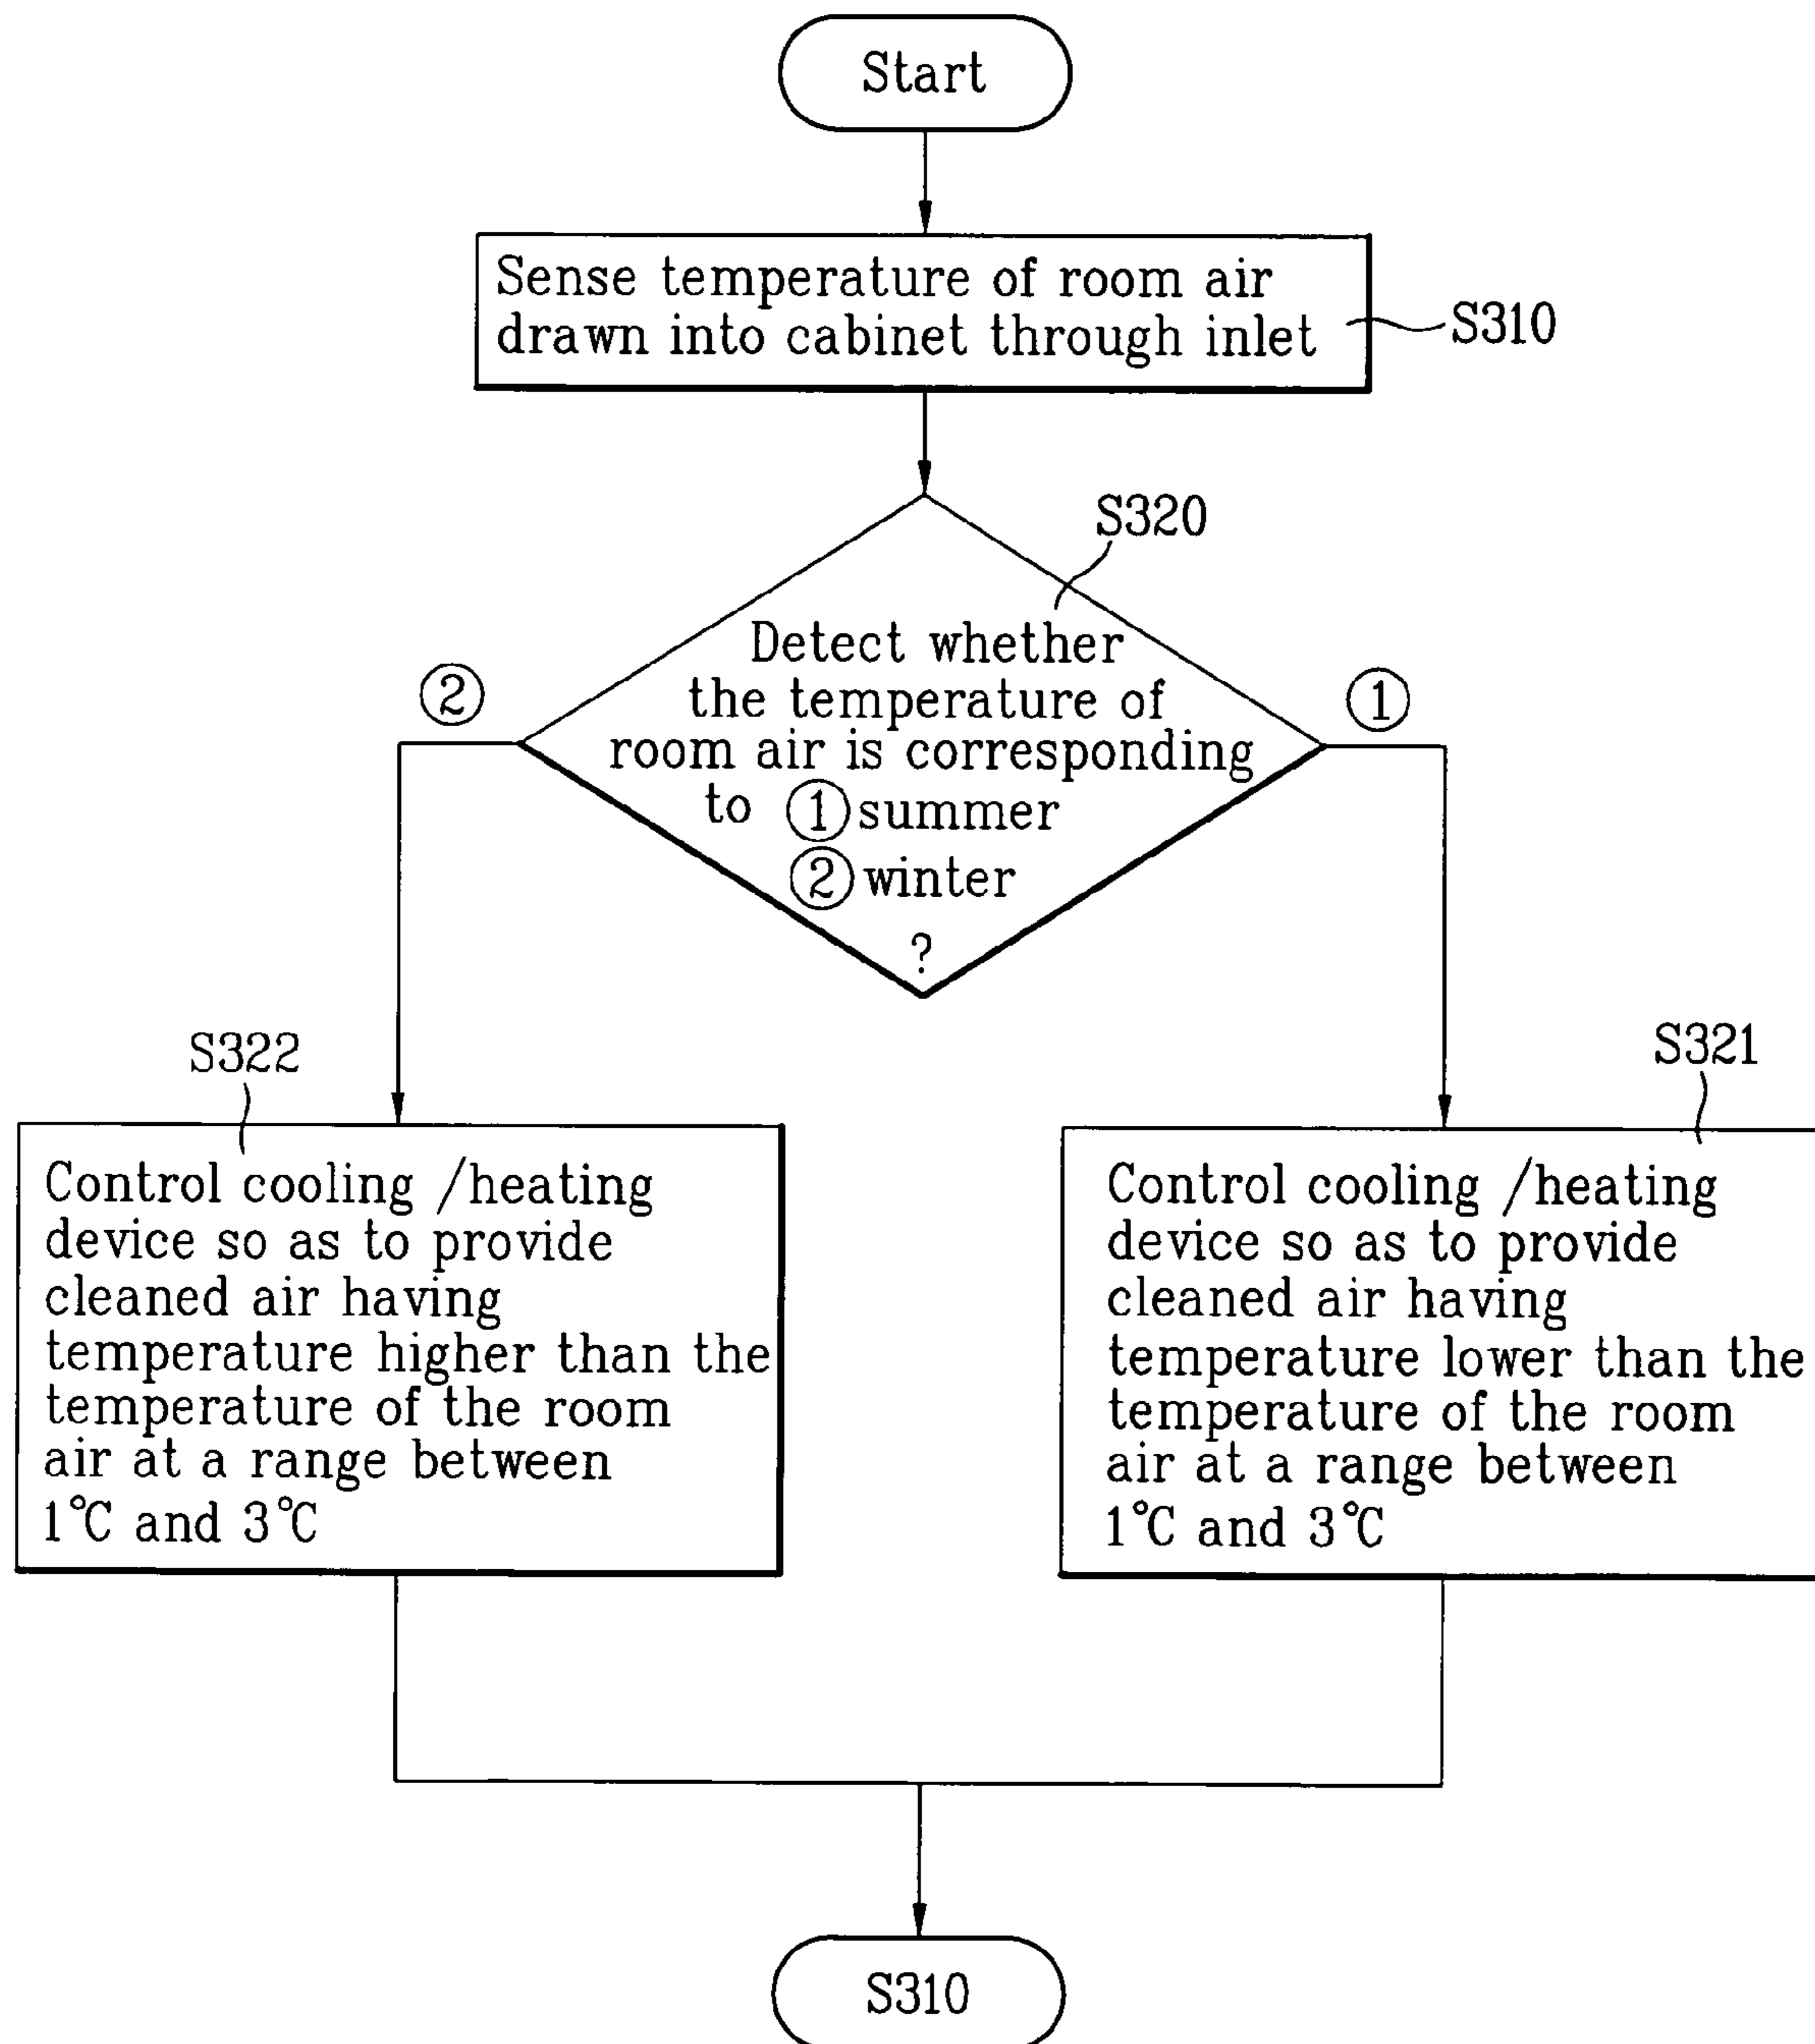 Start
Sense temperature of room air
drawn into cabinet through inlet
S310
S320
Detect whether
the temperature of
room air is corresponding
to ① summer
② winter
?
②
①
S322
Control cooling /heating
device so as to provide
cleaned air having
temperature higher than the
temperature of the room
air at a range between
1℃ and 3℃
S321
Control cooling /heating
device so as to provide
cleaned air having
temperature lower than the
temperature of the room
air at a range between
1℃ and 3℃
S310